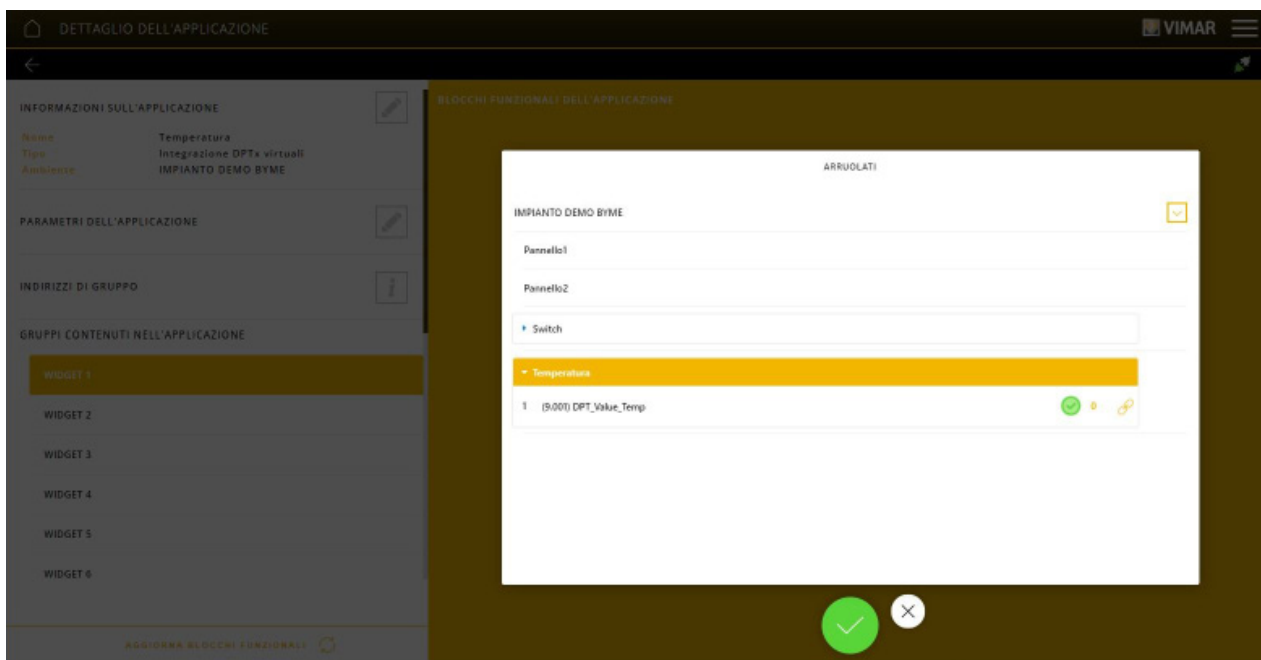 DETTAGLIO DELL'APPLICAZIONE
VIMAR
INFORMAZIONI SULL'APPLICAZIONE
Nome Temperatura
Tipo Integrazione DPTx virtuali
Ambiente IMPIANTO DEMO BYME
PARAMETRI DELL'APPLICAZIONE
INDIRIZZI DI GRUPPO
GRUPPI CONTENUTI NELL'APPLICAZIONE
WIDGET 1
WIDGET 2
WIDGET 3
WIDGET 4
WIDGET 5
WIDGET 6
AGGIORNA BLOCCHI FUNZIONALI
BLOCCHI FUNZIONALI DELL'APPLICAZIONE
ARRUOLATI
IMPIANTO DEMO BYME
Pannello1
Pannello2
Switch
Temperatura
1 (9.001) DPT_Value_Temp 0